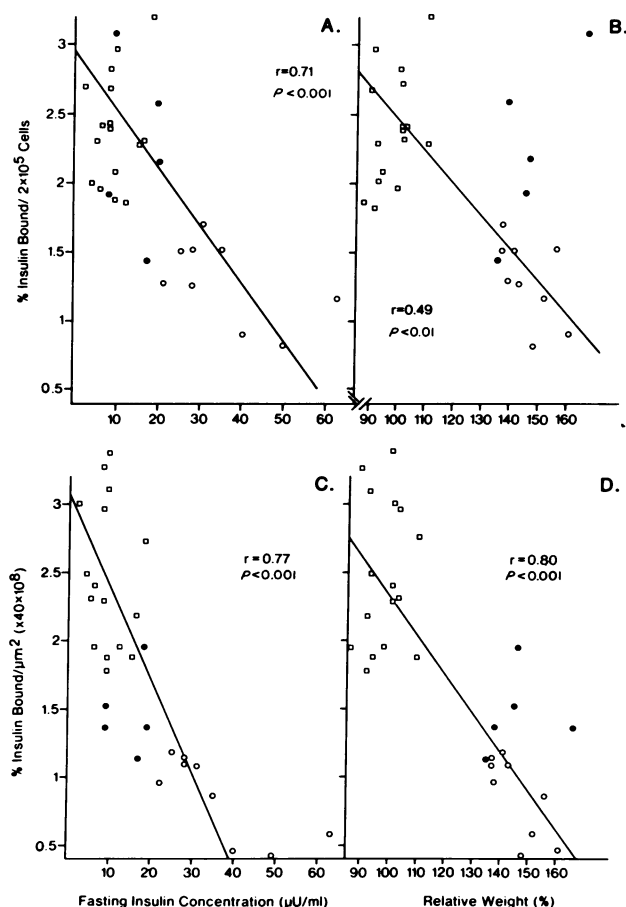 A.
B.
r=0.71
P<0.001
r=0.49
P<0.01
% Insulin Bound/ 2×10⁵ Cells
3
2.5
2
1.5
1
0.5
10 20 30 40 50 60
90 100 110 120 130 140 150 160
C.
D.
r = 0.77
P<0.001
r = 0.80
P<0.001
% Insulin Bound/µm² (×40×10⁸)
3
2.5
2
1.5
1
0.5
0 10 20 30 40 50 60
90 100 110 120 130 140 150 160
Fasting Insulin Concentration (µU/ml)
Relative Weight (%)